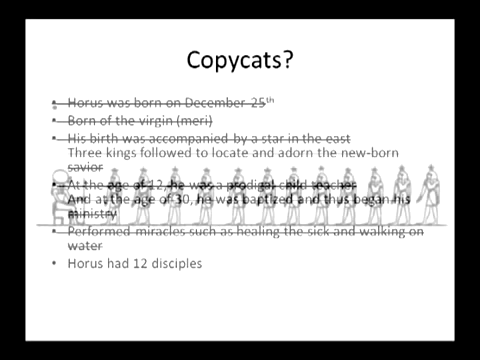 Copycats?
• Horus was born on December 25th
• Born of the virgin (meri)
• His birth was accompanied by a star in the east
Three kings followed to locate and adorn the new-born
savior
• At the age of 12, he was a prodigal child teacher
And at the age of 30, he was baptized and thus began his
ministry
• Performed miracles such as healing the sick and walking on
water
• Horus had 12 disciples